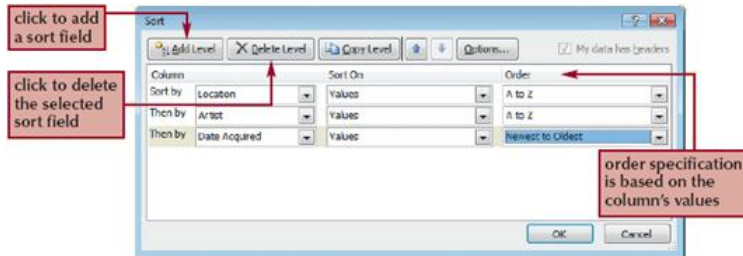 click to add
a sort field
Sort
Add Level Delete Level Copy Level Options... My data has headers
Column Sort On Order
Sort by Location Values A to Z
Then by Artist Values A to Z
Then by Date Acquired Values Newest to Oldest
click to delete
the selected
sort field
order specification
is based on the
column's values
OK Cancel